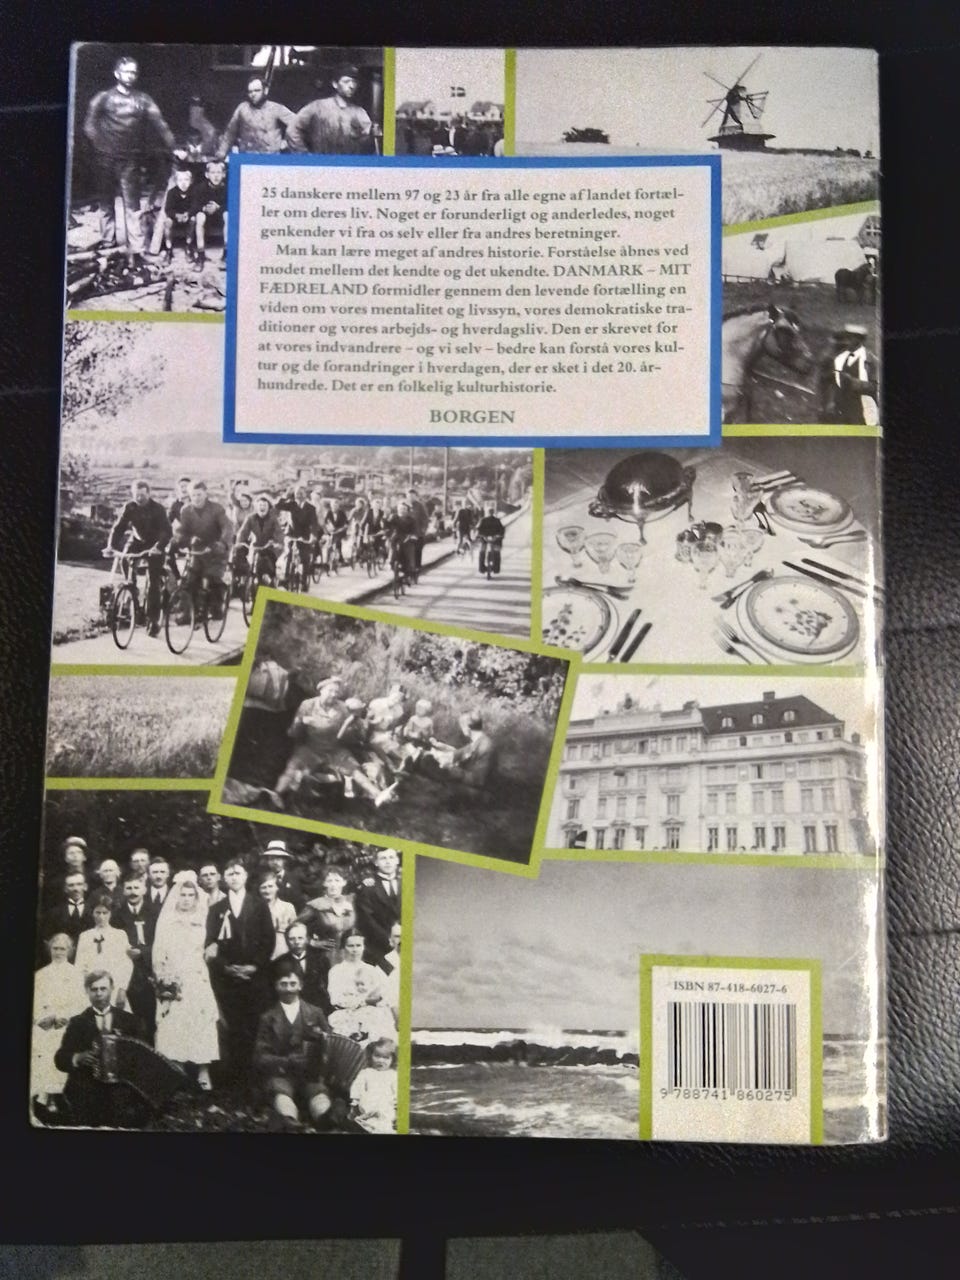 25 danskere mellem 97 og 23 år fra alle egne af landet fortæl-
ler om deres liv. Noget er forunderligt og anderledes, noget
genkender vi fra os selv eller fra andres beretninger.
Man kan lære meget af andres historie. Forståelse åbnes ved
mødet mellem det kendte og det ukendte. DANMARK – MIT
FÆDRELAND formidler gennem den levende fortælling en
viden om vores mentalitet og livssyn, vores demokratiske tra-
ditioner og vores arbejds- og hverdagsliv. Den er skrevet for
at vores indvandrere – og vi selv – bedre kan forstå vores kul-
tur og de forandringer i hverdagen, der er sket i det 20. år-
hundrede. Det er en folkelig kulturhistorie.
BORGEN
ISBN 87-418-6027-6
9 788741 860275